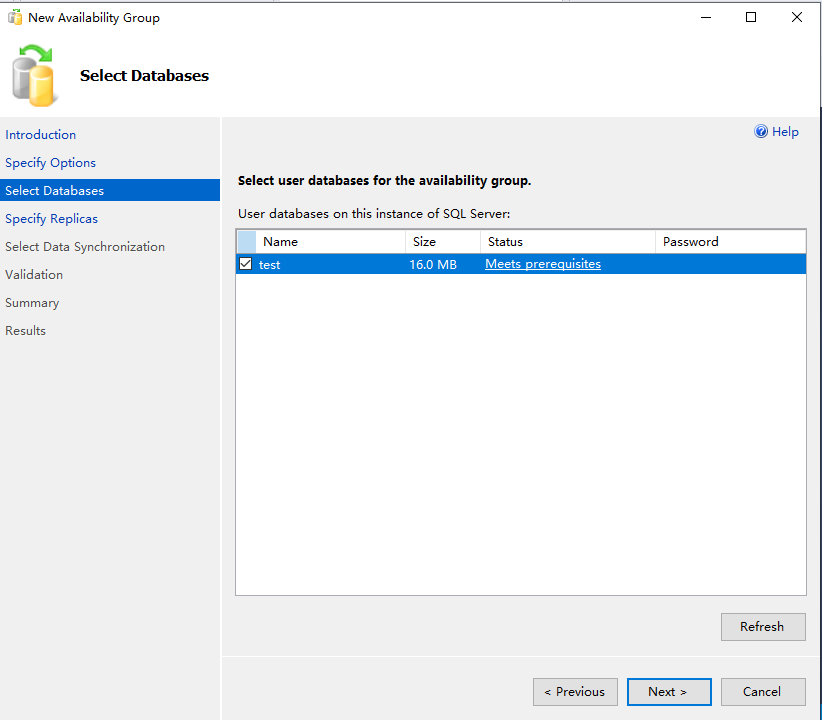 New Availability Group
Select Databases
Introduction
Specify Options
Select Databases
Specify Replicas
Select Data Synchronization
Validation
Summary
Results
Help
Select user databases for the availability group.
User databases on this instance of SQL Server:
Name Size Status Password
test 16.0 MB Meets prerequisites
Refresh
< Previous Next > Cancel